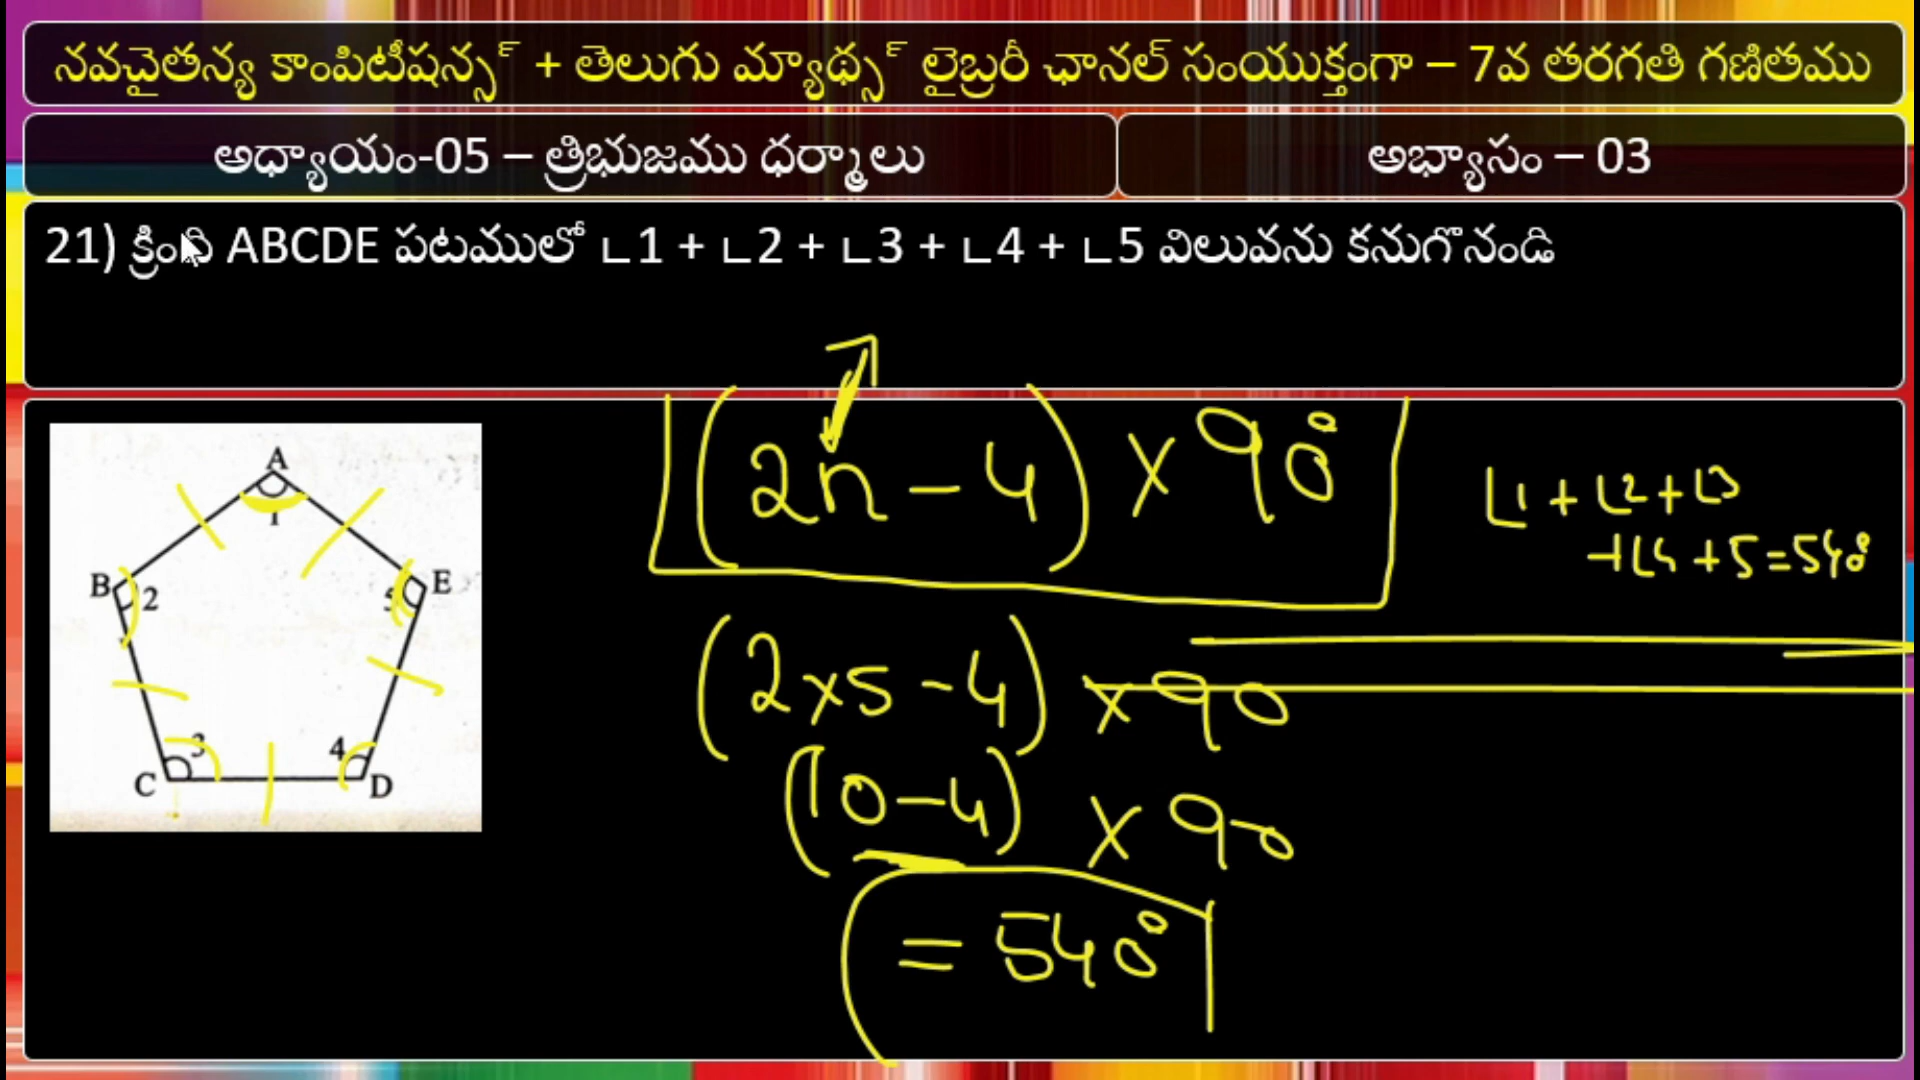 నవచైతన్య కాంపిటీషన్స్ + తెలుగు మ్యాథ్స్ లైబ్రరీ ఛానల్ సంయుక్తంగా – 7వ తరగతి గణితము
అధ్యాయం-05 – త్రిభుజము ధర్మాలు
అభ్యాసం – 03
21) క్రింది ABCDE పటములో ∟1 + ∟2 + ∟3 + ∟4 + ∟5 విలువను కనుగొనండి
(2n - 4) × 90°
∟1 + ∟2 + ∟3
+ ∟4 + 5 = 540
A
1
B 2
5 E
3 4
C D
(2×5 - 4) × 90
(10 - 4) × 90
= 540°